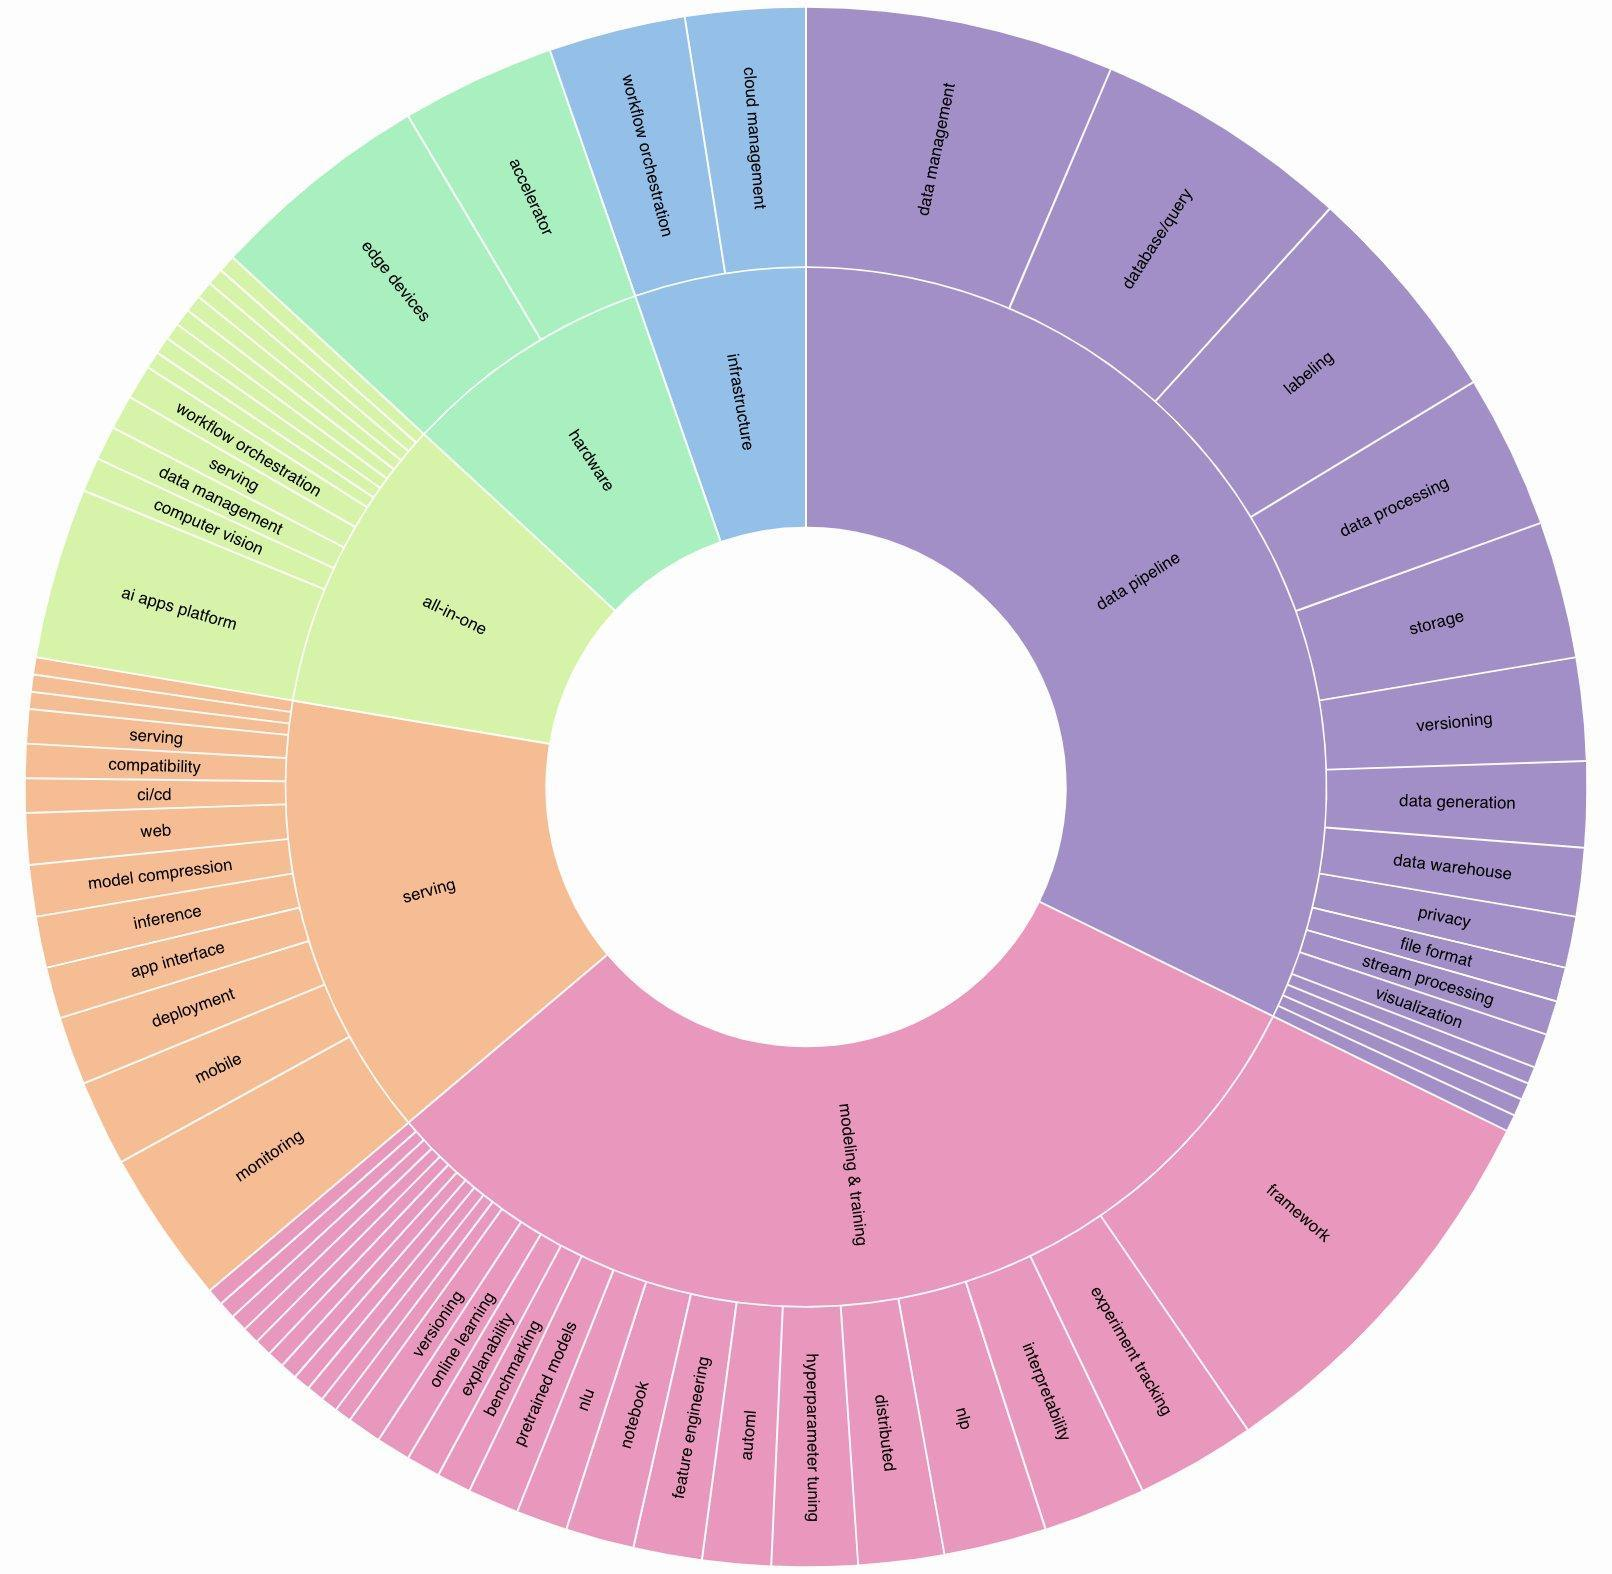 data management
database/query
labeling
data processing
storage
versioning
data generation
data warehouse
privacy
file format
stream processing
visualization
data pipeline
framework
experiment tracking
interpretability
nlp
distributed
hyperparameter tuning
automl
feature engineering
notebook
nlu
pretrained models
benchmarking
explanability
online learning
versioning
modeling & training
monitoring
mobile
deployment
app interface
inference
model compression
web
ci/cd
compatibility
serving
serving
ai apps platform
computer vision
data management
serving
workflow orchestration
all-in-one
edge devices
accelerator
hardware
workflow orchestration
cloud management
infrastructure